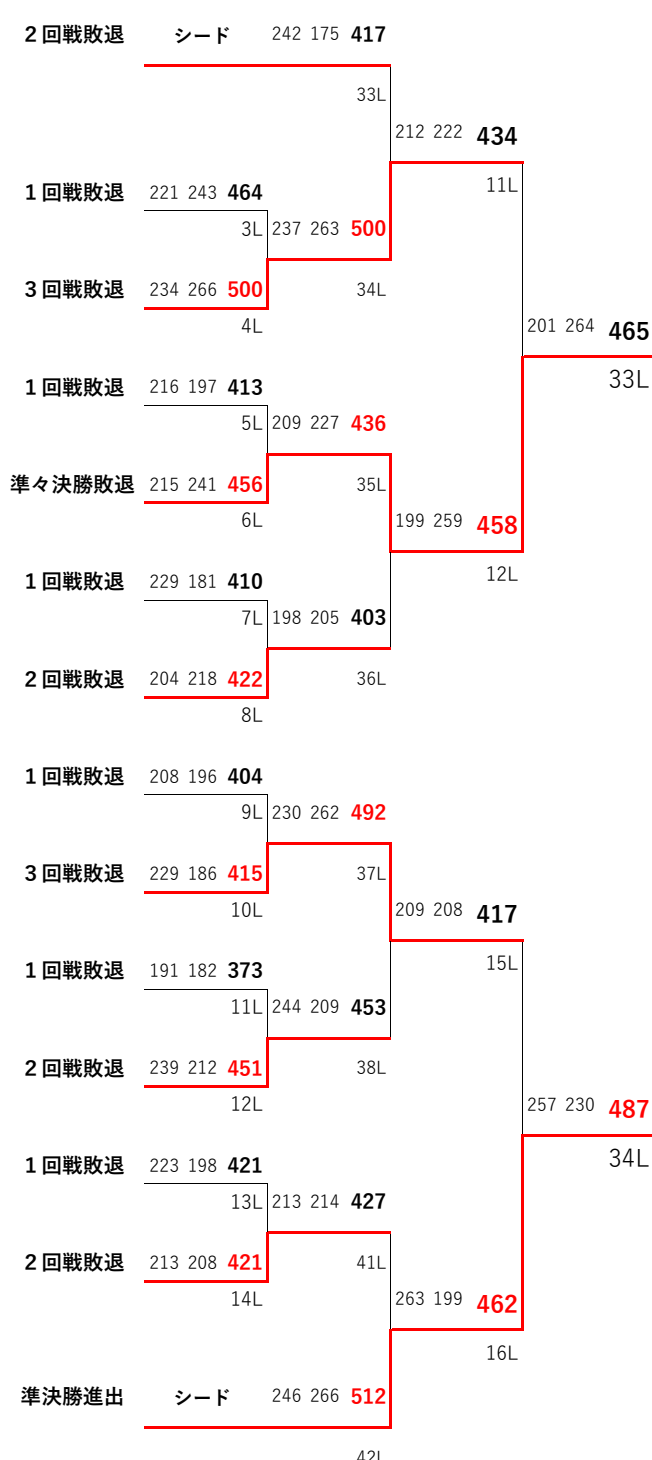 ２回戦敗退 シード 242 175 417
33L
212 222 434
11L
１回戦敗退 221 243 464
3L 237 263 500
３回戦敗退 234 266 500 34L
4L
201 264 465
33L
１回戦敗退 216 197 413
5L 209 227 436
準々決勝敗退 215 241 456 35L
6L 199 259 458
12L
１回戦敗退 229 181 410
7L 198 205 403
２回戦敗退 204 218 422 36L
8L
１回戦敗退 208 196 404
9L 230 262 492
３回戦敗退 229 186 415 37L
10L 209 208 417
15L
１回戦敗退 191 182 373
11L 244 209 453
２回戦敗退 239 212 451 38L
12L 257 230 487
34L
１回戦敗退 223 198 421
13L 213 214 427
２回戦敗退 213 208 421 41L
14L 263 199 462
16L
準決勝進出 シード 246 266 512
42L